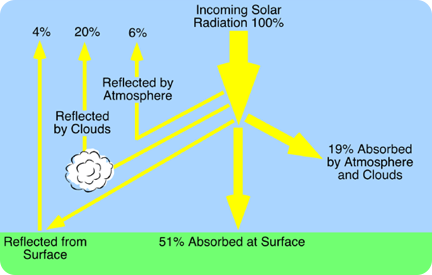 Incoming Solar
Radiation 100%
4%
20%
6%
Reflected by
Atmosphere
Reflected
by Clouds
19% Absorbed
by Atmosphere
and Clouds
Reflected from
Surface
51% Absorbed at Surface